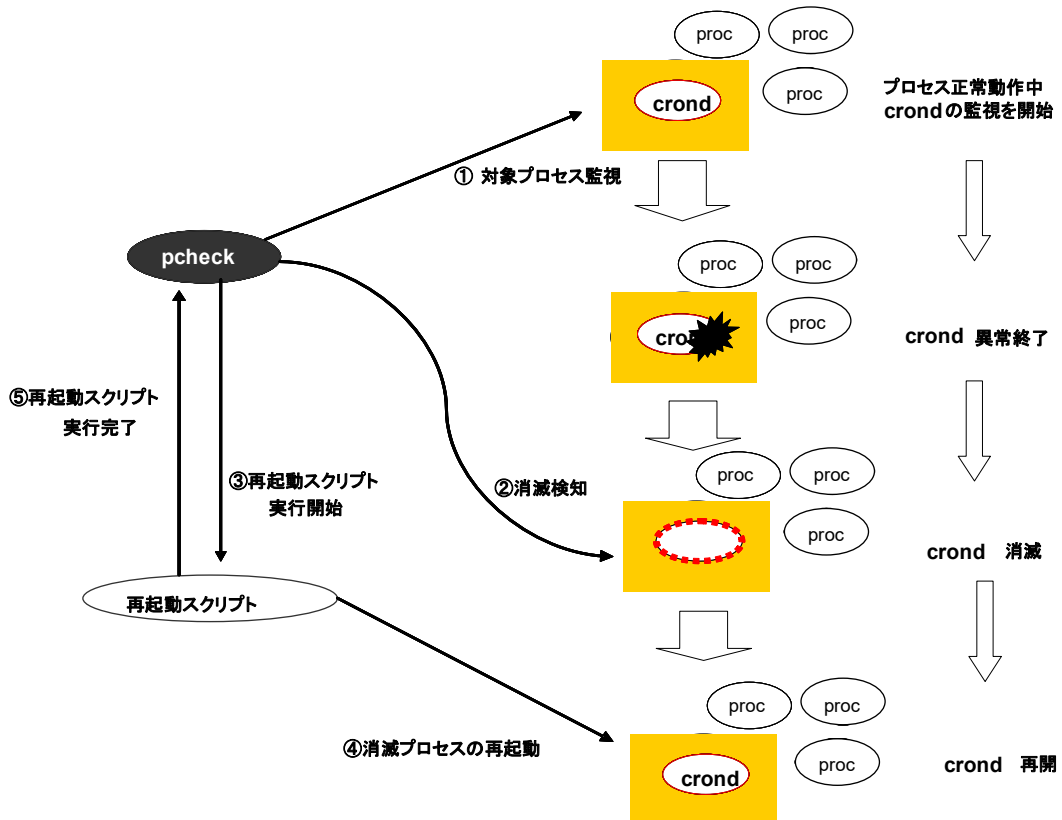 proc
proc
crond
proc
プロセス正常動作中
crondの監視を開始
① 対象プロセス監視
pcheck
proc
proc
proc
crond 異常終了
⑤再起動スクリプト
実行完了
③再起動スクリプト
実行開始
②消滅検知
proc
proc
proc
crond 消滅
再起動スクリプト
④消滅プロセスの再起動
proc
proc
crond
proc
crond 再開